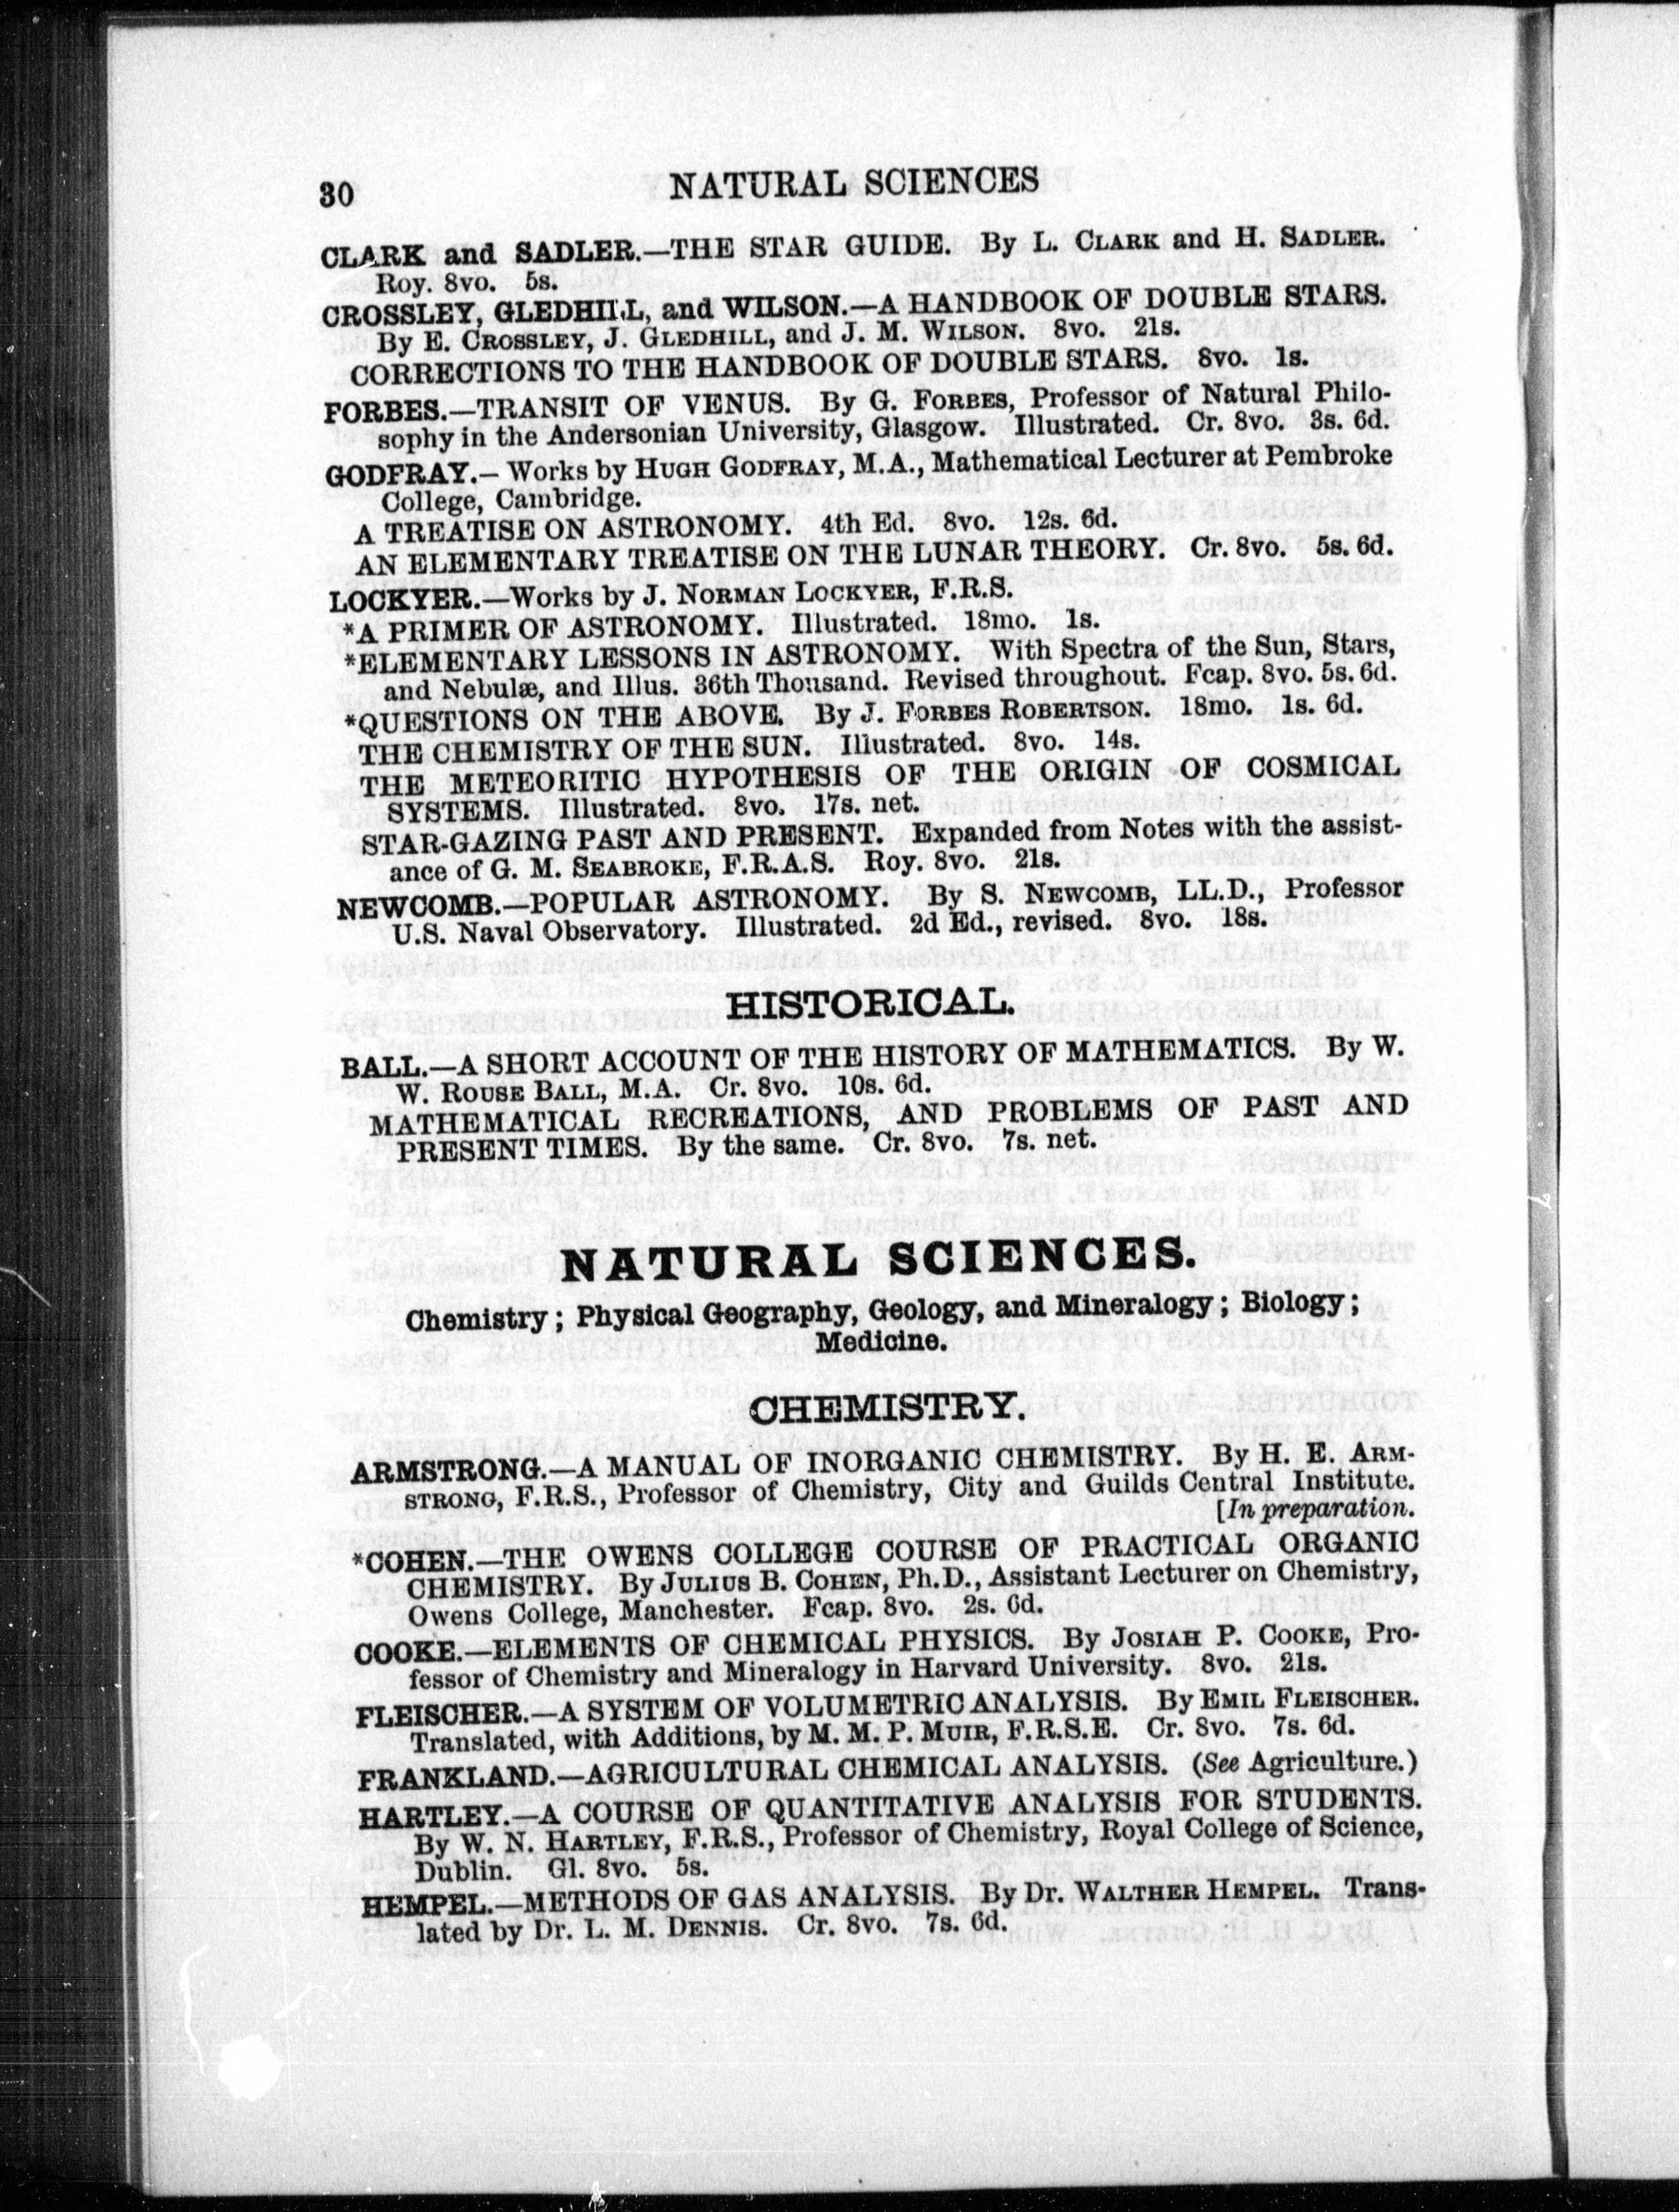 30
NATURAL SCIENCES
CLARK and SADLER.—THE STAR GUIDE. By L. CLARK and H. SADLER.
Roy. 8vo. 5s.
CROSSLEY, GLEDHILL, and WILSON.—A HANDBOOK OF DOUBLE STARS.
By E. CROSSLEY, J. GLEDHILL, and J. M. WILSON. 8vo. 21s.
CORRECTIONS TO THE HANDBOOK OF DOUBLE STARS. 8vo. 1s.
FORBES.—TRANSIT OF VENUS. By G. FORBES, Professor of Natural Philo-
sophy in the Andersonian University, Glasgow. Illustrated. Cr. 8vo. 3s. 6d.
GODFRAY.—Works by HUGH GODFRAY, M.A., Mathematical Lecturer at Pembroke
College, Cambridge.
A TREATISE ON ASTRONOMY. 4th Ed. 8vo. 12s. 6d.
AN ELEMENTARY TREATISE ON THE LUNAR THEORY. Cr. 8vo. 5s. 6d.
LOCKYER.—Works by J. NORMAN LOCKYER, F.R.S.
*A PRIMER OF ASTRONOMY. Illustrated. 18mo. 1s.
*ELEMENTARY LESSONS IN ASTRONOMY. With Spectra of the Sun, Stars,
and Nebulæ, and Illus. 36th Thousand. Revised throughout. Fcap. 8vo. 5s. 6d.
*QUESTIONS ON THE ABOVE. By J. FORBES ROBERTSON. 18mo. 1s. 6d.
THE CHEMISTRY OF THE SUN. Illustrated. 8vo. 14s.
THE METEORITIC HYPOTHESIS OF THE ORIGIN OF COSMICAL
SYSTEMS. Illustrated. 8vo. 17s. net.
STAR-GAZING PAST AND PRESENT. Expanded from Notes with the assist-
ance of G. M. SEABROKE, F.R.A.S. Roy. 8vo. 21s.
NEWCOMB.—POPULAR ASTRONOMY. By S. NEWCOMB, LL.D., Professor
U.S. Naval Observatory. Illustrated. 2d Ed., revised. 8vo. 18s.
HISTORICAL.
BALL.—A SHORT ACCOUNT OF THE HISTORY OF MATHEMATICS. By W.
W. ROUSE BALL, M.A. Cr. 8vo. 10s. 6d.
MATHEMATICAL RECREATIONS, AND PROBLEMS OF PAST AND
PRESENT TIMES. By the same. Cr. 8vo. 7s. net.
NATURAL SCIENCES.
Chemistry; Physical Geography, Geology, and Mineralogy; Biology;
Medicine.
CHEMISTRY.
ARMSTRONG.—A MANUAL OF INORGANIC CHEMISTRY. By H. E. ARM-
STRONG, F.R.S., Professor of Chemistry, City and Guilds Central Institute.
[In preparation.
*COHEN.—THE OWENS COLLEGE COURSE OF PRACTICAL ORGANIC
CHEMISTRY. By JULIUS B. COHEN, Ph.D., Assistant Lecturer on Chemistry,
Owens College, Manchester. Fcap. 8vo. 2s. 6d.
COOKE.—ELEMENTS OF CHEMICAL PHYSICS. By JOSIAH P. COOKE, Pro-
fessor of Chemistry and Mineralogy in Harvard University. 8vo. 21s.
FLEISCHER.—A SYSTEM OF VOLUMETRIC ANALYSIS. By EMIL FLEISCHER.
Translated, with Additions, by M. M. P. MUIR, F.R.S.E. Cr. 8vo. 7s. 6d.
FRANKLAND.—AGRICULTURAL CHEMICAL ANALYSIS. (See Agriculture.)
HARTLEY.—A COURSE OF QUANTITATIVE ANALYSIS FOR STUDENTS.
By W. N. HARTLEY, F.R.S., Professor of Chemistry, Royal College of Science,
Dublin. Gl. 8vo. 5s.
HEMPEL.—METHODS OF GAS ANALYSIS. By Dr. WALTHER HEMPEL. Trans-
lated by Dr. L. M. DENNIS. Cr. 8vo. 7s. 6d.